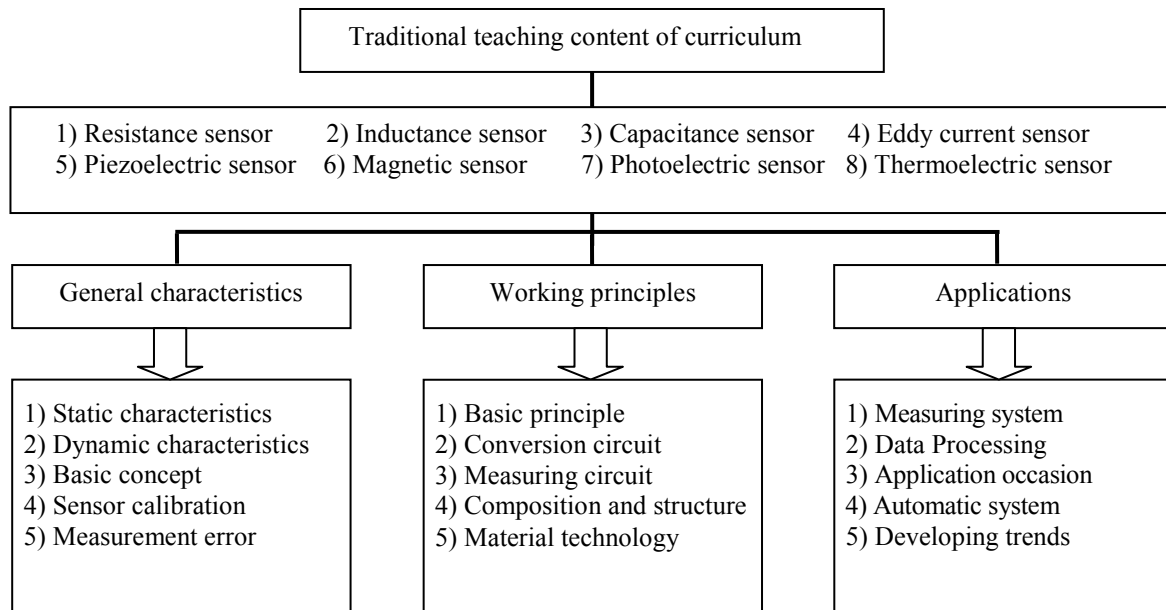 Traditional teaching content of curriculum
1) Resistance sensor 2) Inductance sensor 3) Capacitance sensor 4) Eddy current sensor
5) Piezoelectric sensor 6) Magnetic sensor 7) Photoelectric sensor 8) Thermoelectric sensor
General characteristics
Working principles
Applications
1) Static characteristics
2) Dynamic characteristics
3) Basic concept
4) Sensor calibration
5) Measurement error
1) Basic principle
2) Conversion circuit
3) Measuring circuit
4) Composition and structure
5) Material technology
1) Measuring system
2) Data Processing
3) Application occasion
4) Automatic system
5) Developing trends